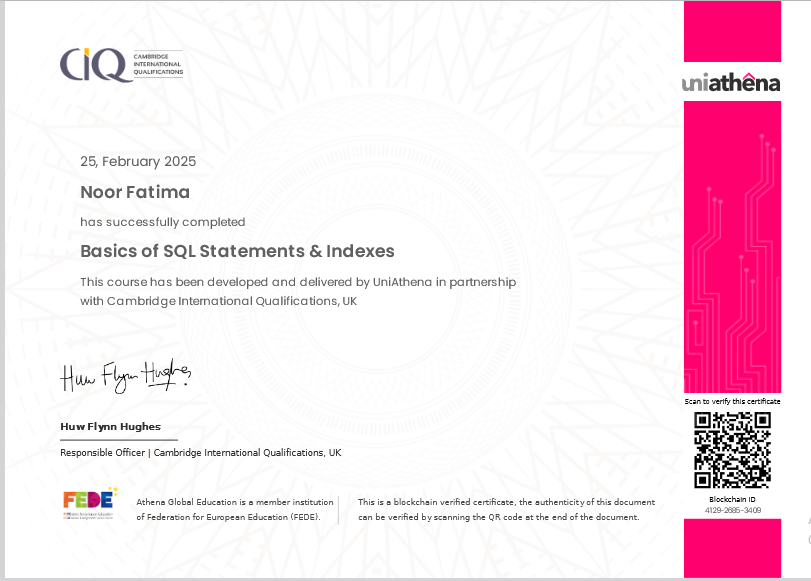 CIQ
CAMBRIDGE
INTERNATIONAL
QUALIFICATIONS
uniathêna
25, February 2025
Noor Fatima
has successfully completed
Basics of SQL Statements & Indexes
This course has been developed and delivered by UniAthena in partnership
with Cambridge International Qualifications, UK
Huw Flynn Hughes
Huw Flynn Hughes
Responsible Officer | Cambridge International Qualifications, UK
Scan to verify this certificate
Blockchain ID
4129-2685-3409
FEDE
Athena Global Education is a member institution
of Federation for European Education (FEDE).
This is a blockchain verified certificate, the authenticity of this document
can be verified by scanning the QR code at the end of the document.